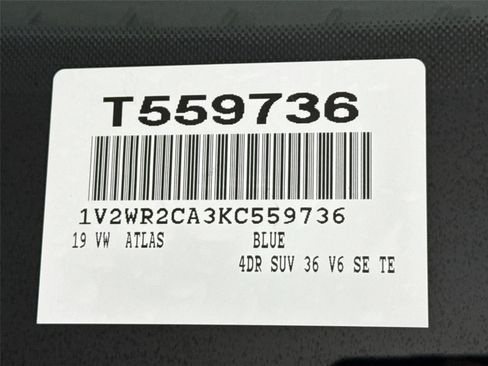 T559736
1V2WR2CA3KC559736
19 VW ATLAS BLUE
4DR SUV 36 V6 SE TE